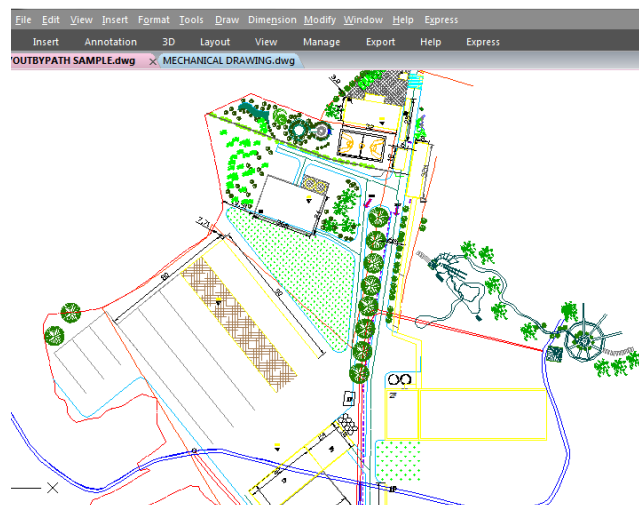 File Edit View Insert Format Tools Draw Dimension Modify Window Help Express
Insert Annotation 3D Layout View Manage Export Help Express
OUTBYPATH SAMPLE.dwg × MECHANICAL DRAWING.dwg